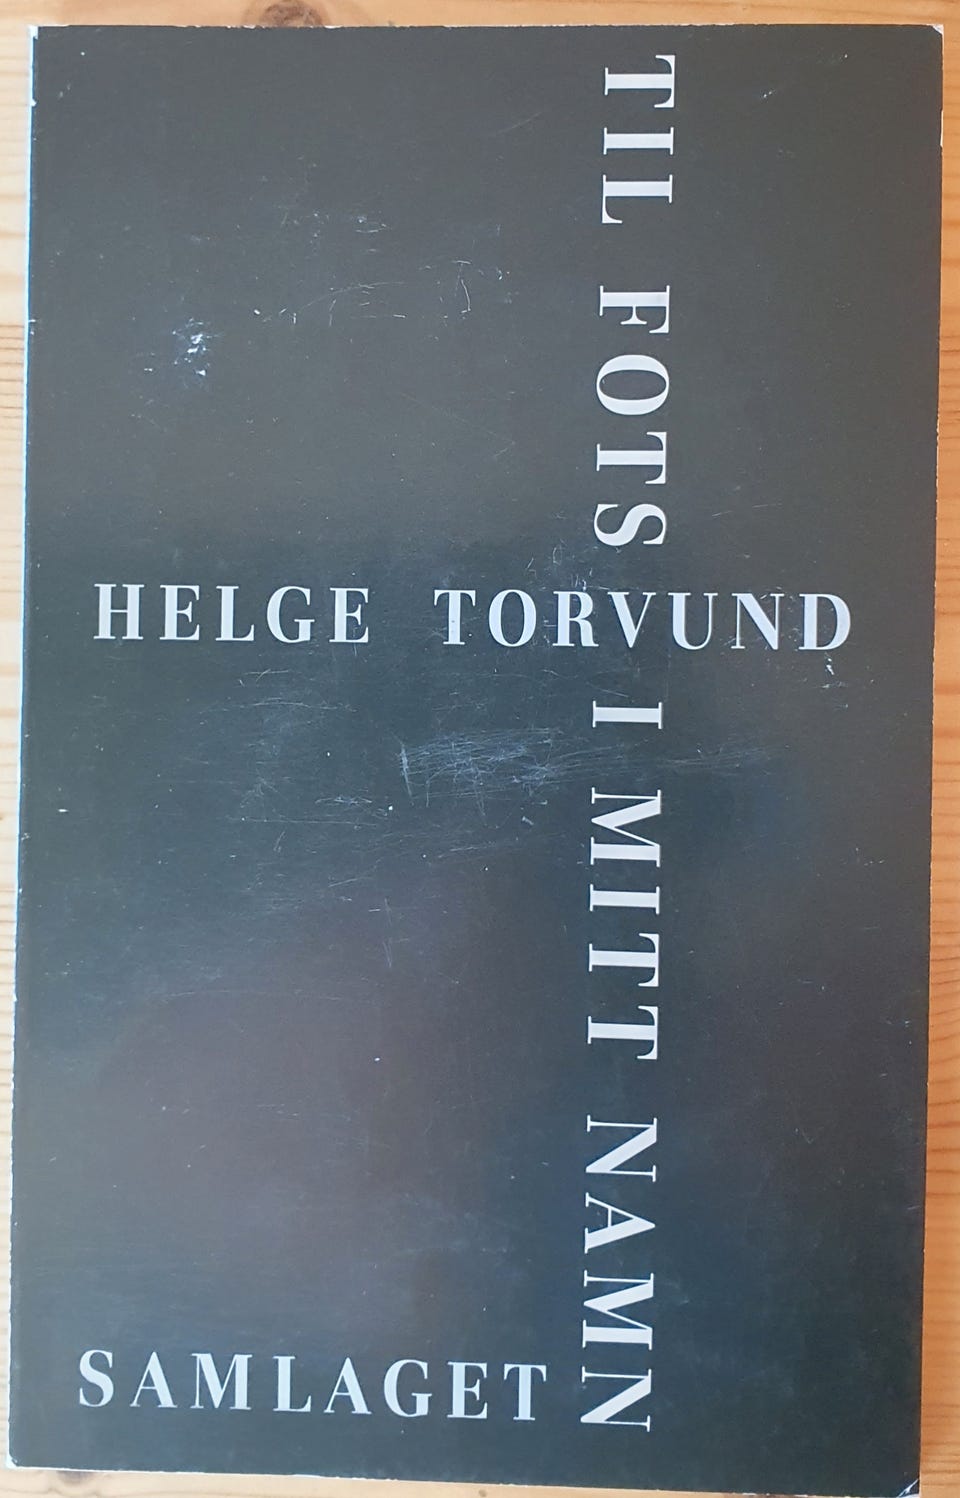 TIL FOTS I MITT NAMN
HELGE TORVUND
SAMLAGET